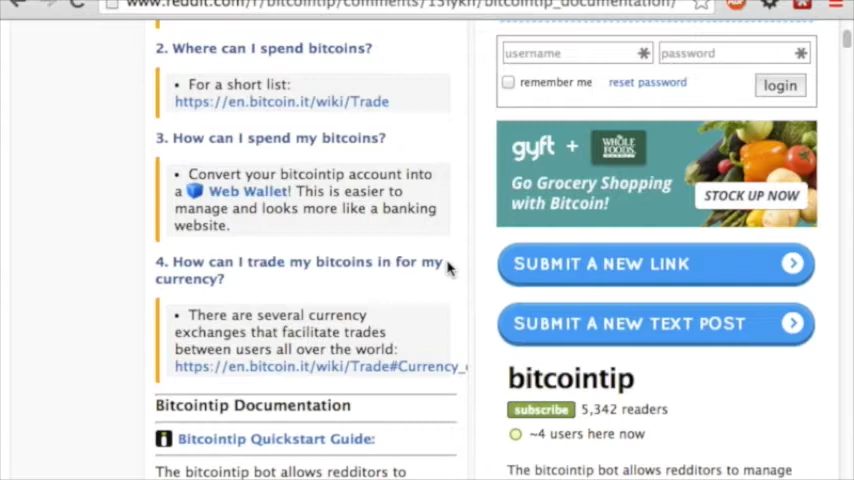 www.reddit.com/r/bitcointip/comments/13iykn/bitcointip_documentation/
2. Where can I spend bitcoins?
• For a short list:
https://en.bitcoin.it/wiki/Trade
3. How can I spend my bitcoins?
• Convert your bitcointip account into
a Web Wallet! This is easier to
manage and looks more like a banking
website.
4. How can I trade my bitcoins in for my
currency?
• There are several currency
exchanges that facilitate trades
between users all over the world:
https://en.bitcoin.it/wiki/Trade#Currency_
Bitcointip Documentation
Bitcointip Quickstart Guide:
The bitcointip bot allows redditors to
username
password
remember me
reset password
login
gyft + WHOLE
FOODS
Go Grocery Shopping
with Bitcoin!
STOCK UP NOW
SUBMIT A NEW LINK
SUBMIT A NEW TEXT POST
bitcointip
subscribe 5,342 readers
~4 users here now
The bitcointip bot allows redditors to manage